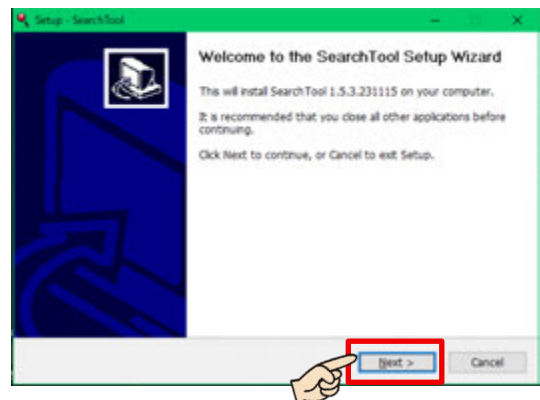 Setup - SearchTool
Welcome to the SearchTool Setup Wizard
This will install SearchTool 1.5.3.231115 on your computer.
It is recommended that you close all other applications before
continuing.
Click Next to continue, or Cancel to exit Setup.
Next >
Cancel